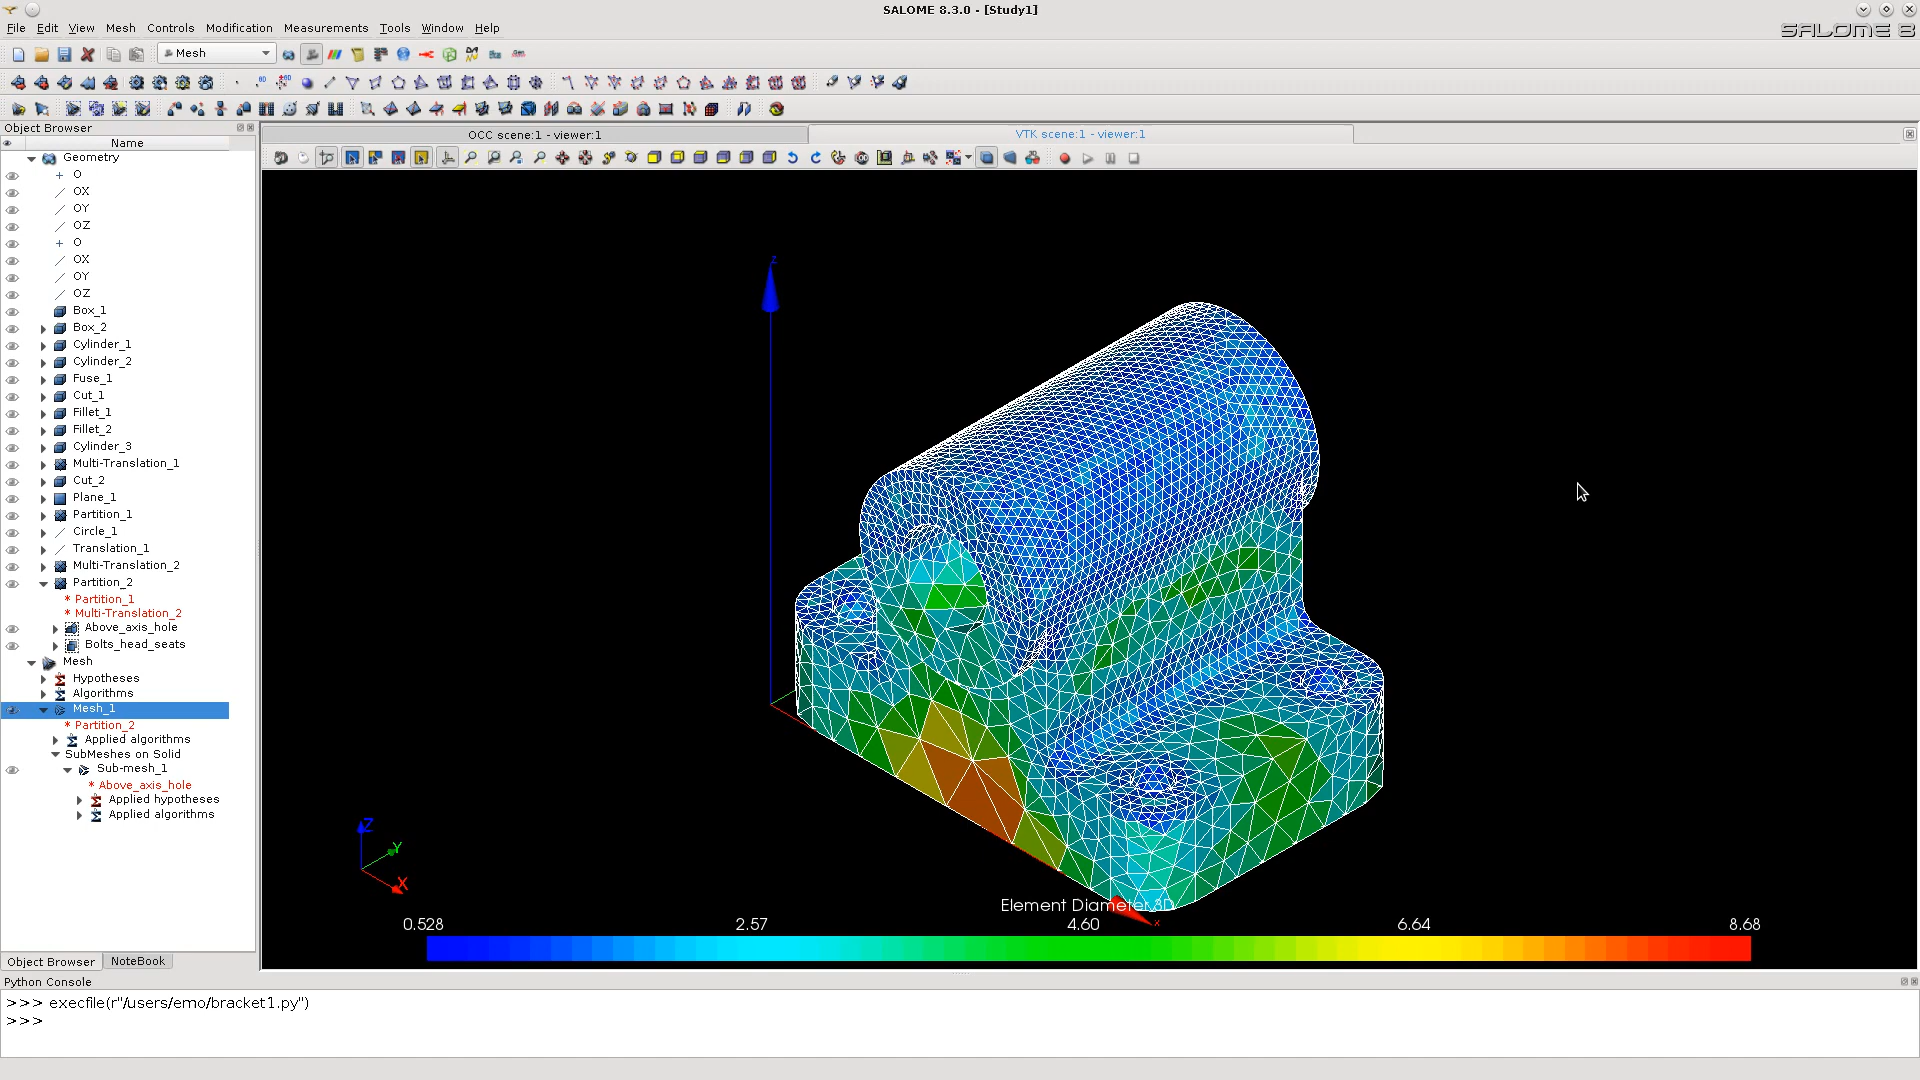 SALOME 8.3.0 - [Study1]
File Edit View Mesh Controls Modification Measurements Tools Window Help
SALOME 8
Mesh
Object Browser
Name
Geometry
O
OX
OY
OZ
O
OX
OY
OZ
Box_1
Box_2
Cylinder_1
Cylinder_2
Fuse_1
Cut_1
Fillet_1
Fillet_2
Cylinder_3
Multi-Translation_1
Cut_2
Plane_1
Partition_1
Circle_1
Translation_1
Multi-Translation_2
Partition_2
* Partition_1
* Multi-Translation_2
Above_axis_hole
Bolts_head_seats
Mesh
Hypotheses
Algorithms
Mesh_1
* Partition_2
Applied algorithms
SubMeshes on Solid
Sub-mesh_1
* Above_axis_hole
Applied hypotheses
Applied algorithms
Object Browser NoteBook
OCC scene:1 - viewer:1 VTK scene:1 - viewer:1
z
Z
Y
X
x
Element Diameter 3D
0.528 2.57 4.60 6.64 8.68
Python Console
>>> execfile(r"/users/emo/bracket1.py")
>>>